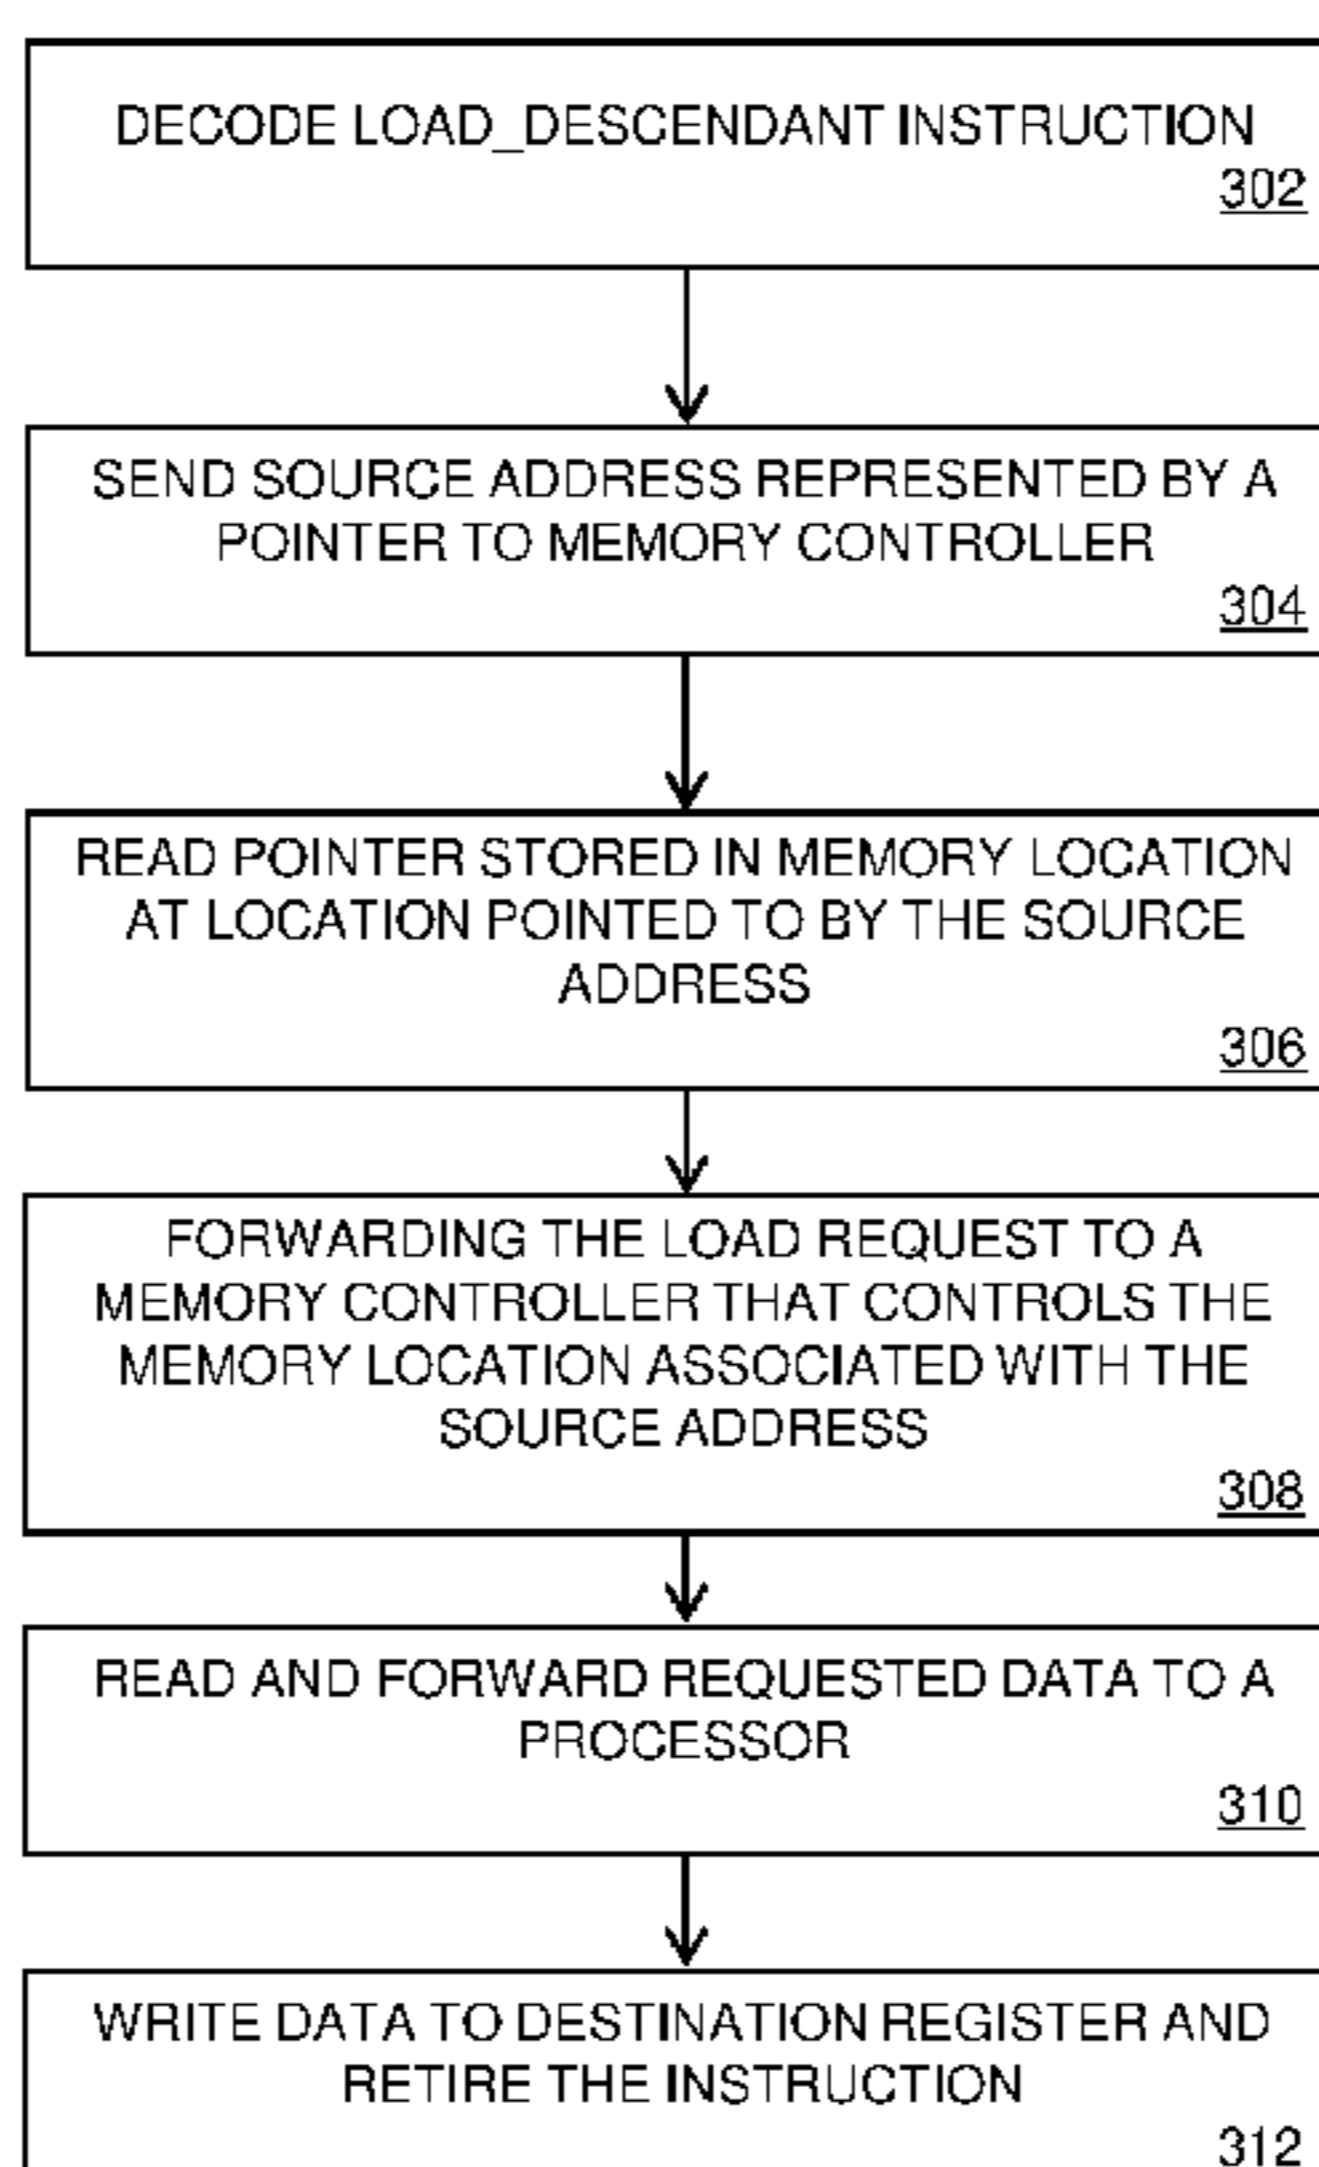 DECODE LOAD_DESCENDANT INSTRUCTION
302
SEND SOURCE ADDRESS REPRESENTED BY A
POINTER TO MEMORY CONTROLLER
304
READ POINTER STORED IN MEMORY LOCATION
AT LOCATION POINTED TO BY THE SOURCE
ADDRESS
306
FORWARDING THE LOAD REQUEST TO A
MEMORY CONTROLLER THAT CONTROLS THE
MEMORY LOCATION ASSOCIATED WITH THE
SOURCE ADDRESS
308
READ AND FORWARD REQUESTED DATA TO A
PROCESSOR
310
WRITE DATA TO DESTINATION REGISTER AND
RETIRE THE INSTRUCTION
312